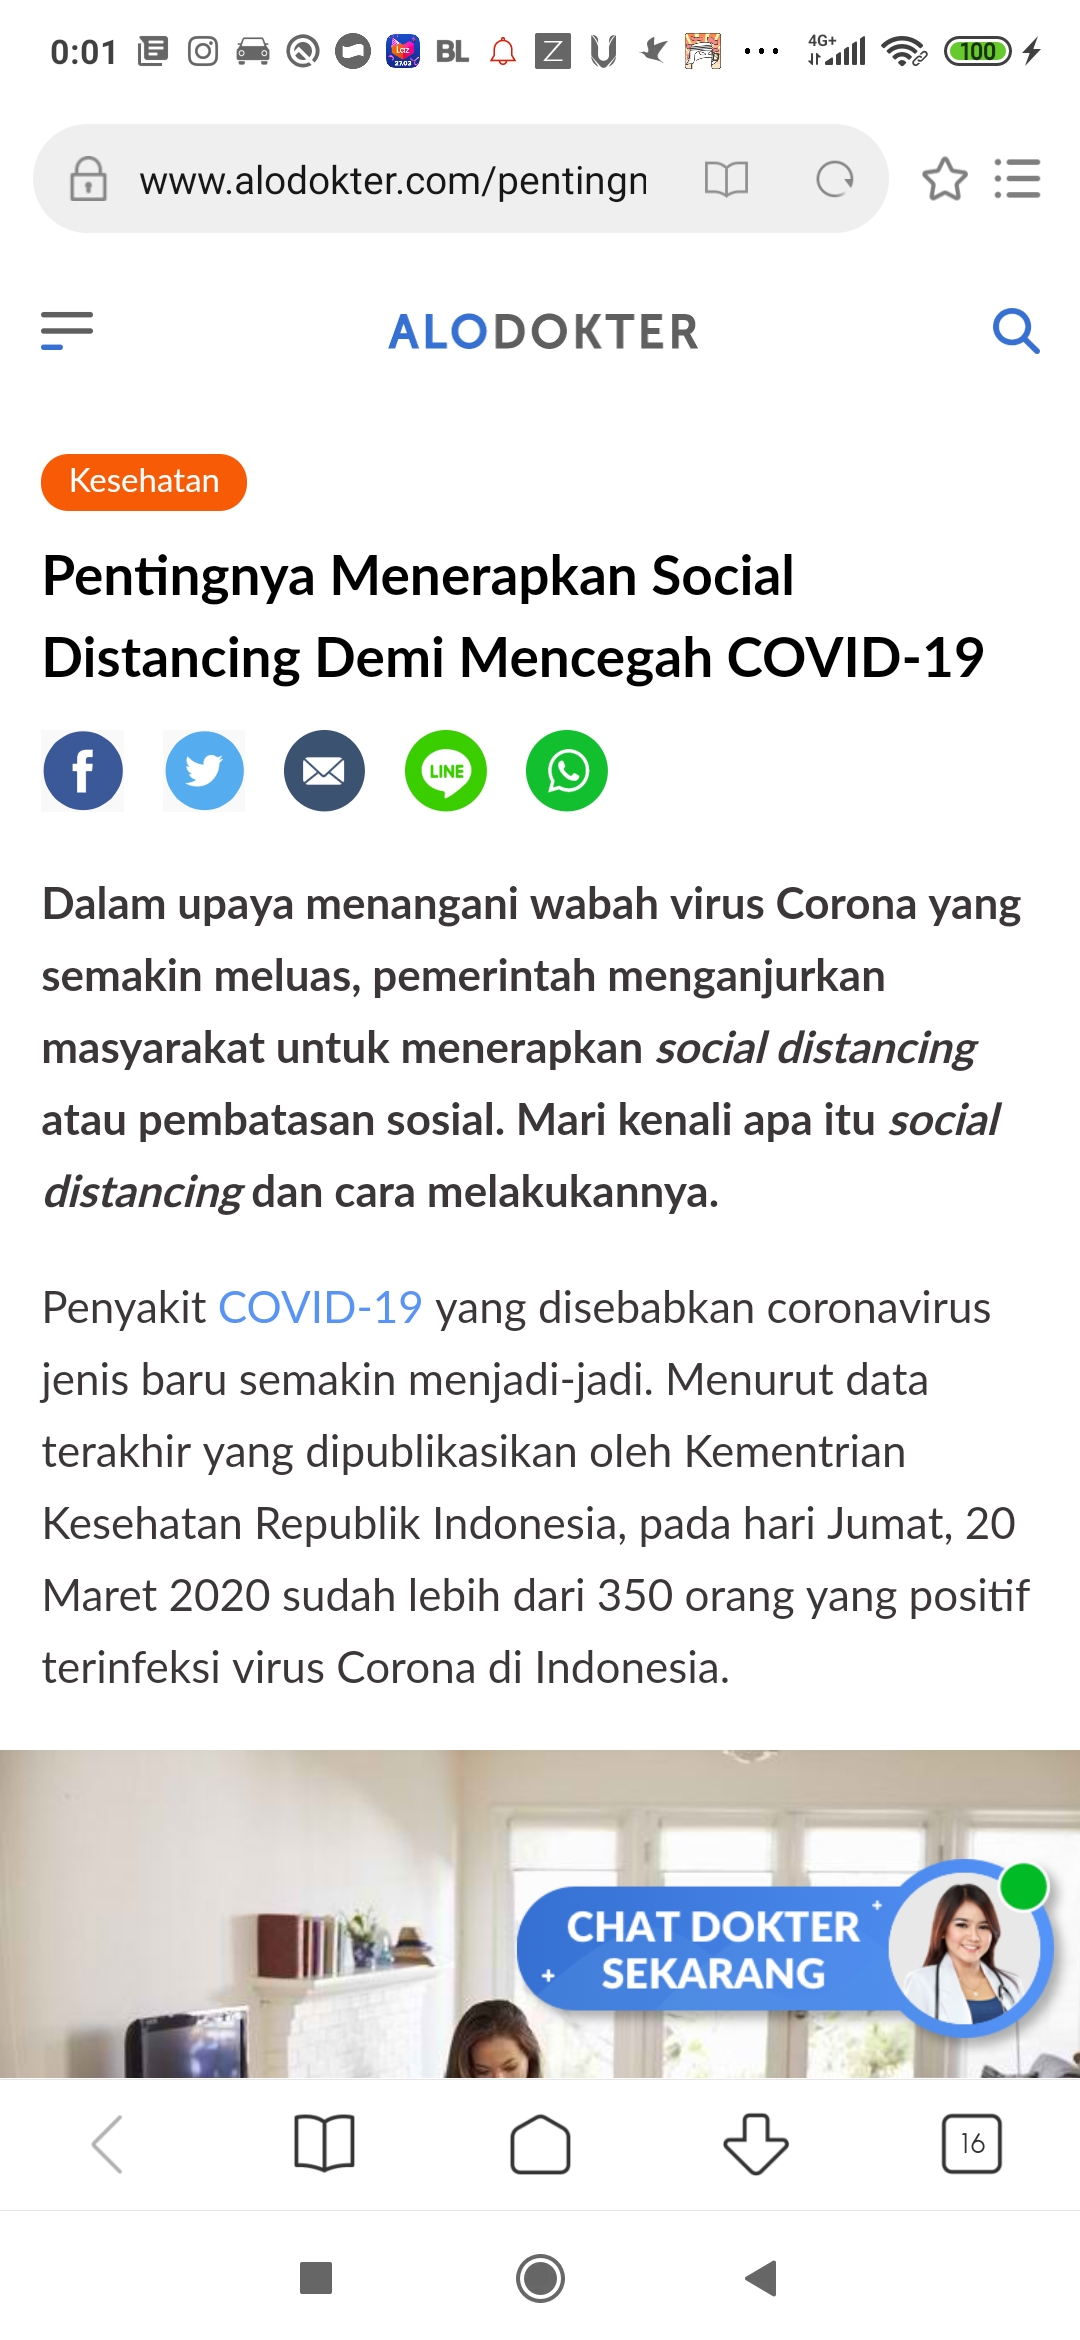 0:01
BL
Z
4G+
100
www.alodokter.com/pentingn
ALODOKTER
Kesehatan
Pentingnya Menerapkan Social
Distancing Demi Mencegah COVID-19
LINE
Dalam upaya menangani wabah virus Corona yang
semakin meluas, pemerintah menganjurkan
masyarakat untuk menerapkan social distancing
atau pembatasan sosial. Mari kenali apa itu social
distancing dan cara melakukannya.
Penyakit COVID-19 yang disebabkan coronavirus
jenis baru semakin menjadi-jadi. Menurut data
terakhir yang dipublikasikan oleh Kementrian
Kesehatan Republik Indonesia, pada hari Jumat, 20
Maret 2020 sudah lebih dari 350 orang yang positif
terinfeksi virus Corona di Indonesia.
CHAT DOKTER
SEKARANG
16